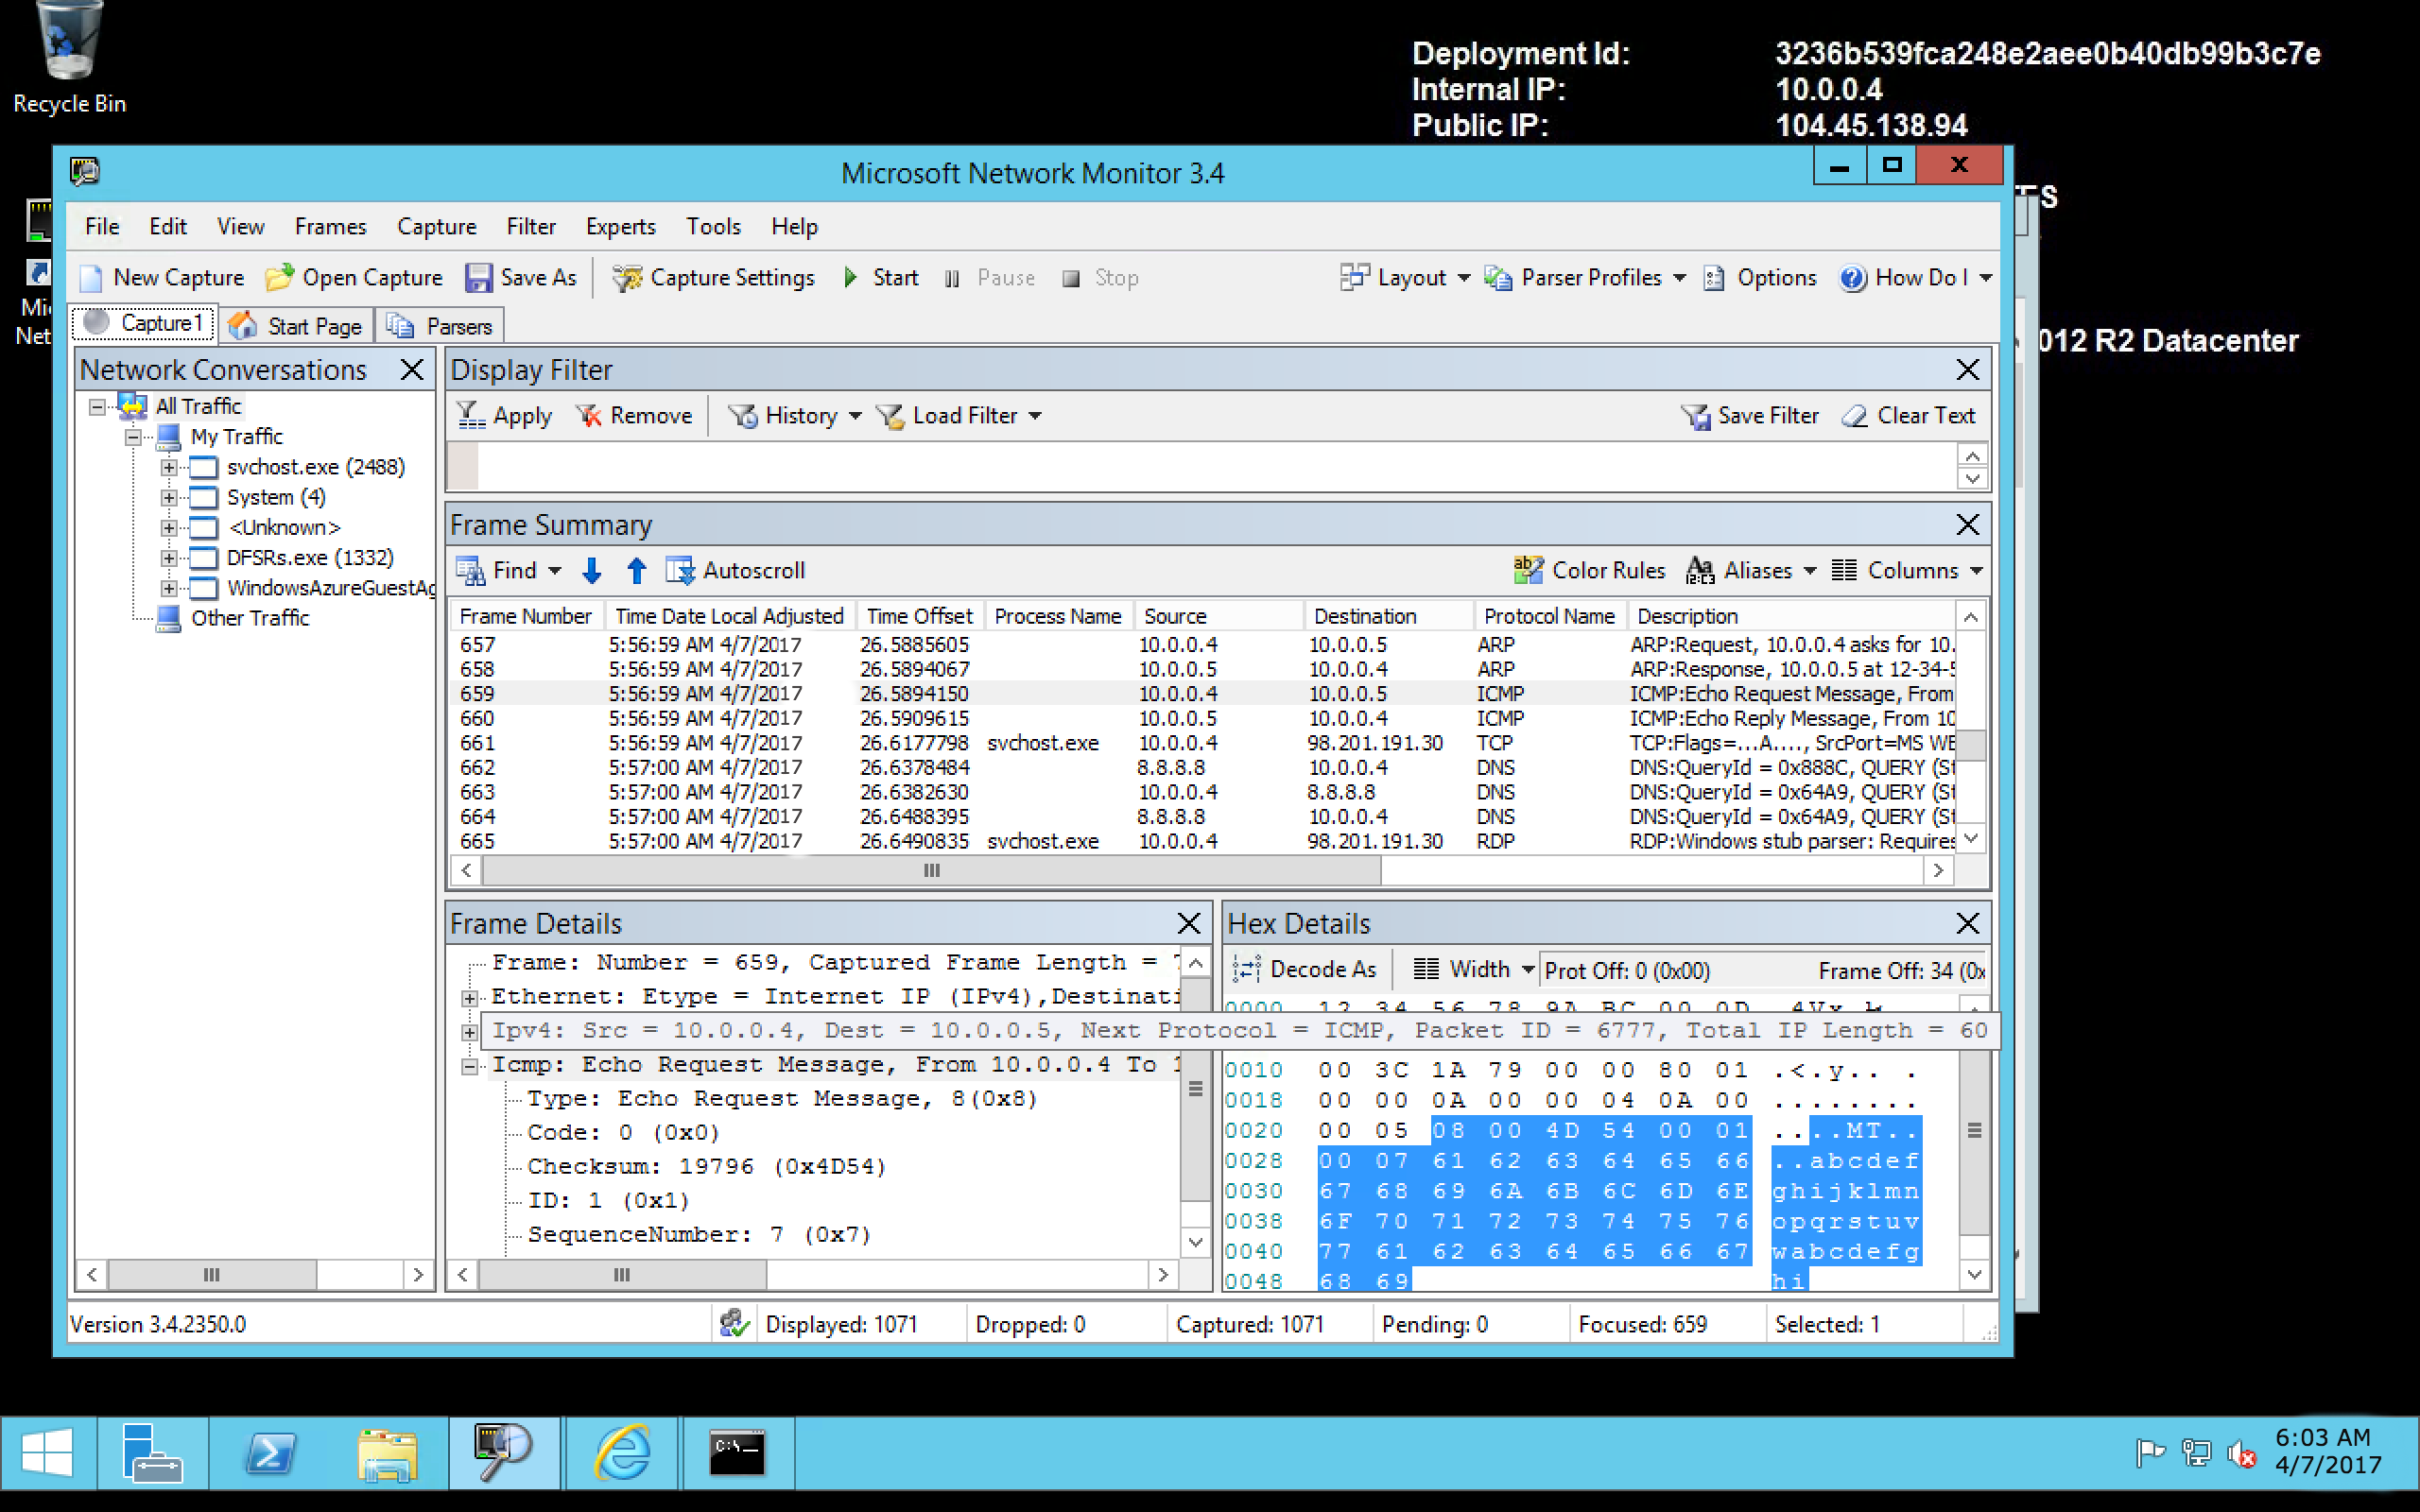 Recycle Bin
Deployment Id: 3236b539fca248e2aee0b40db99b3c7e
Internal IP: 10.0.0.4
Public IP: 104.45.138.94
Microsoft Network Monitor 3.4
File Edit View Frames Capture Filter Experts Tools Help
New Capture Open Capture Save As Capture Settings Start Pause Stop Layout Parser Profiles Options How Do I
Mi
Net
012 R2 Datacenter
Capture1 Start Page Parsers
Network Conversations
All Traffic
My Traffic
svchost.exe (2488)
System (4)
<Unknown>
DFSRs.exe (1332)
WindowsAzureGuestAg
Other Traffic
Display Filter
Apply Remove History Load Filter Save Filter Clear Text
Frame Summary
Find Autoscroll Color Rules Aliases Columns
Frame Number Time Date Local Adjusted Time Offset Process Name Source Destination Protocol Name Description
657 5:56:59 AM 4/7/2017 26.5885605 10.0.0.4 10.0.0.5 ARP ARP:Request, 10.0.0.4 asks for 10.
658 5:56:59 AM 4/7/2017 26.5894067 10.0.0.5 10.0.0.4 ARP ARP:Response, 10.0.0.5 at 12-34-5
659 5:56:59 AM 4/7/2017 26.5894150 10.0.0.4 10.0.0.5 ICMP ICMP:Echo Request Message, From
660 5:56:59 AM 4/7/2017 26.5909615 10.0.0.5 10.0.0.4 ICMP ICMP:Echo Reply Message, From 10
661 5:56:59 AM 4/7/2017 26.6177798 svchost.exe 10.0.0.4 98.201.191.30 TCP TCP:Flags=...A...., SrcPort=MS WE
662 5:57:00 AM 4/7/2017 26.6378484 8.8.8.8 10.0.0.4 DNS DNS:QueryId = 0x888C, QUERY (St
663 5:57:00 AM 4/7/2017 26.6382630 10.0.0.4 8.8.8.8 DNS DNS:QueryId = 0x64A9, QUERY (St
664 5:57:00 AM 4/7/2017 26.6488395 8.8.8.8 10.0.0.4 DNS DNS:QueryId = 0x64A9, QUERY (St
665 5:57:00 AM 4/7/2017 26.6490835 svchost.exe 10.0.0.4 98.201.191.30 RDP RDP:Windows stub parser: Requires
Frame Details
Frame: Number = 659, Captured Frame Length =
Ethernet: Etype = Internet IP (IPv4),Destinati
Ipv4: Src = 10.0.0.4, Dest = 10.0.0.5, Next Protocol = ICMP, Packet ID = 6777, Total IP Length = 60
Icmp: Echo Request Message, From 10.0.0.4 To 1
Type: Echo Request Message, 8(0x8)
Code: 0 (0x0)
Checksum: 19796 (0x4D54)
ID: 1 (0x1)
SequenceNumber: 7 (0x7)
Hex Details
Decode As Width Prot Off: 0 (0x00) Frame Off: 34 (0x
0000 12 34 56 78 9A BC 00 0D
0010 00 3C 1A 79 00 00 80 01 .<.y.. .
0018 00 00 0A 00 00 04 0A 00 ........
0020 00 05 08 00 4D 54 00 01 ....MT..
0028 00 07 61 62 63 64 65 66 ..abcdef
0030 67 68 69 6A 6B 6C 6D 6E ghijklmn
0038 6F 70 71 72 73 74 75 76 opqrstuv
0040 77 61 62 63 64 65 66 67 wabcdefg
0048 68 69 hi
Version 3.4.2350.0 Displayed: 1071 Dropped: 0 Captured: 1071 Pending: 0 Focused: 659 Selected: 1
6:03 AM
4/7/2017